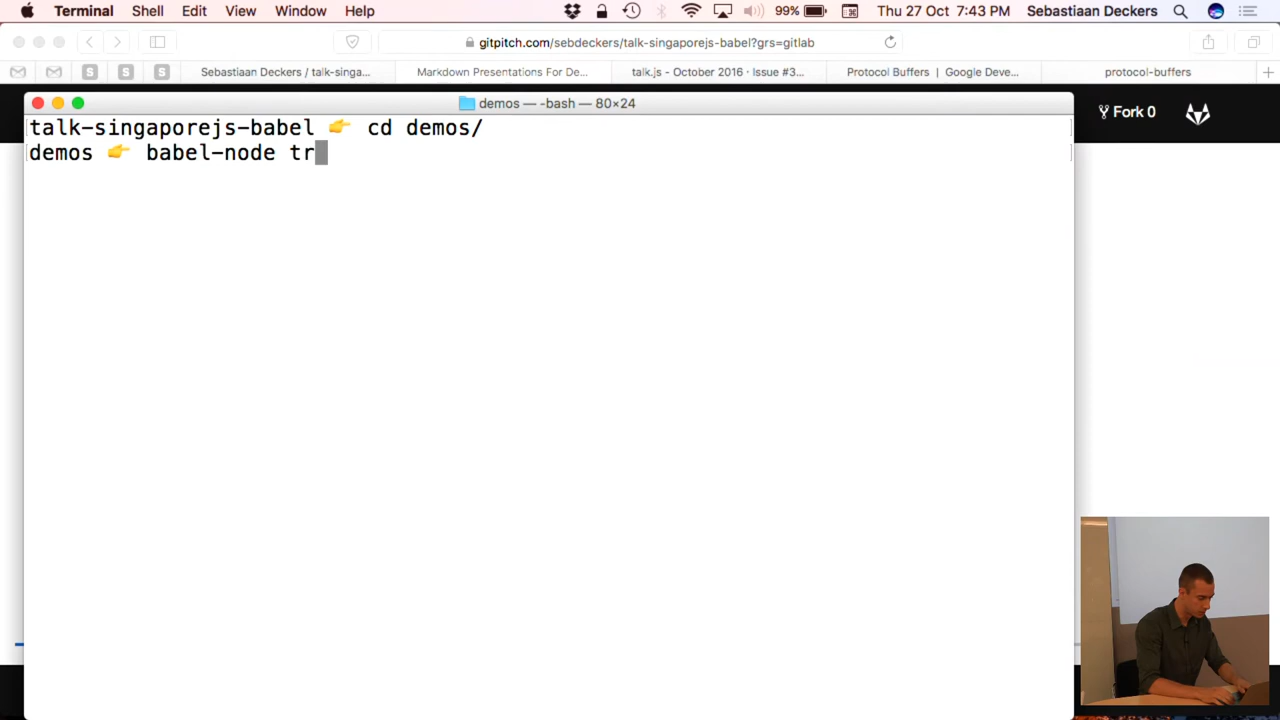 Terminal Shell Edit View Window Help 99% Thu 27 Oct 7:43 PM Sebastiaan Deckers
gitpitch.com/sebdeckers/talk-singaporejs-babel?grs=gitlab
S S S Sebastiaan Deckers / talk-singa... Markdown Presentations For De... talk.js - October 2016 · Issue #3... Protocol Buffers | Google Deve... protocol-buffers
demos — -bash — 80×24
Fork 0
talk-singaporejs-babel 👉 cd demos/
demos 👉 babel-node tr